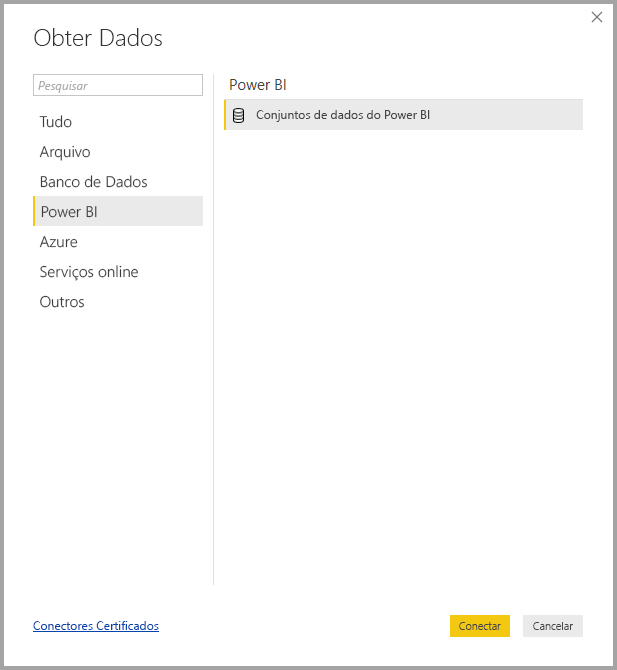 Obter Dados
Pesquisar
Tudo
Arquivo
Banco de Dados
Power BI
Azure
Serviços online
Outros
Power BI
Conjuntos de dados do Power BI
Conectores Certificados
Conectar
Cancelar